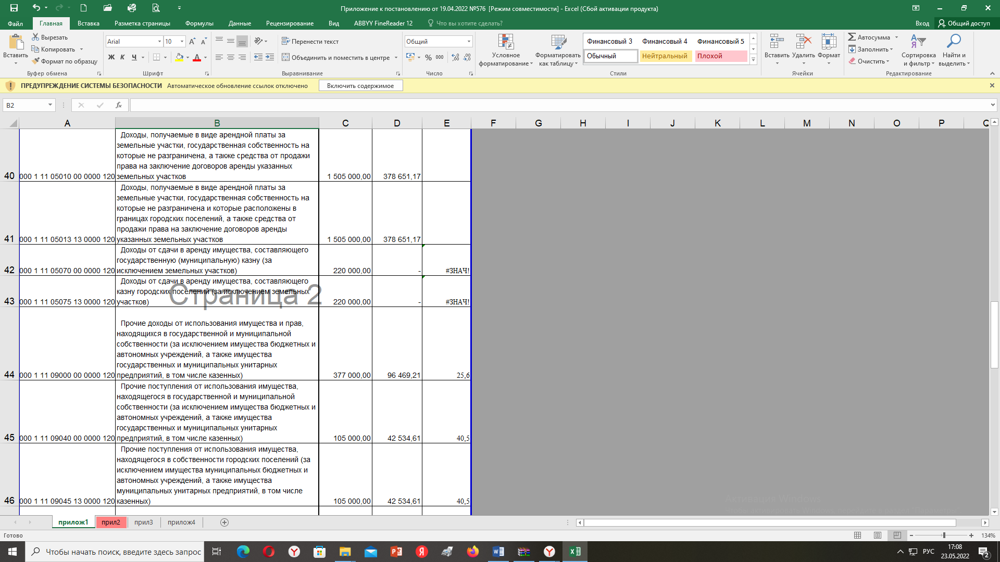 Приложение к постановлению от 19.04.2022 №576 [Режим совместимости] - Excel (Сбой активации продукта)
Файл Главная Вставка Разметка страницы Формулы Данные Рецензирование Вид ABBYY FineReader 12 Что вы хотите сделать? Вход Общий доступ
Вставить
Вырезать
Копировать
Формат по образцу
Буфер обмена
Arial 10
Ж К Ч
Шрифт
Перенести текст
Объединить и поместить в центре
Выравнивание
Общий
% 000
Число
Условное форматирование
Форматировать как таблицу
Финансовый 3 Финансовый 4 Финансовый 5
Обычный Нейтральный Плохой
Стили
Вставить Удалить Формат
Ячейки
Автосумма
Заполнить
Очистить
Сортировка и фильтр
Найти и выделить
Редактирование
ПРЕДУПРЕЖДЕНИЕ СИСТЕМЫ БЕЗОПАСНОСТИ Автоматическое обновление ссылок отключено Включить содержимое
B2 fx
A B C D E F G H I J K L M N O P Q
Доходы, получаемые в виде арендной платы за
земельные участки, государственная собственность на
которые не разграничена, а также средства от продажи
права на заключение договоров аренды указанных
40 000 1 11 05010 00 0000 120 земельных участков 1 505 000,00 378 651,17
Доходы, получаемые в виде арендной платы за
земельные участки, государственная собственность на
которые не разграничена и которые расположены в
границах городских поселений, а также средства от
продажи права на заключение договоров аренды
41 000 1 11 05013 13 0000 120 указанных земельных участков 1 505 000,00 378 651,17
Доходы от сдачи в аренду имущества, составляющего
государственную (муниципальную) казну (за
42 000 1 11 05070 00 0000 120 исключением земельных участков) 220 000,00 - #ЗНАЧ!
Доходы от сдачи в аренду имущества, составляющего
казну городских поселений (за исключением земельных
43 000 1 11 05075 13 0000 120 участков) 220 000,00 - #ЗНАЧ!
Страница 2
Прочие доходы от использования имущества и прав,
находящихся в государственной и муниципальной
собственности (за исключением имущества бюджетных и
автономных учреждений, а также имущества
государственных и муниципальных унитарных
44 000 1 11 09000 00 0000 120 предприятий, в том числе казенных) 377 000,00 96 469,21 25,6
Прочие поступления от использования имущества,
находящегося в государственной и муниципальной
собственности (за исключением имущества бюджетных и
автономных учреждений, а также имущества
государственных и муниципальных унитарных
45 000 1 11 09040 00 0000 120 предприятий, в том числе казенных) 105 000,00 42 534,61 40,5
Прочие поступления от использования имущества,
находящегося в собственности городских поселений (за
исключением имущества муниципальных бюджетных и
автономных учреждений, а также имущества
муниципальных унитарных предприятий, в том числе
46 000 1 11 09045 13 0000 120 казенных) 105 000,00 42 534,61 40,5
Активация Windows
прилож1 прил2 прил3 прилож4
Готово 134%
Чтобы начать поиск, введите здесь запрос
РУС
17:08
23.05.2022
2